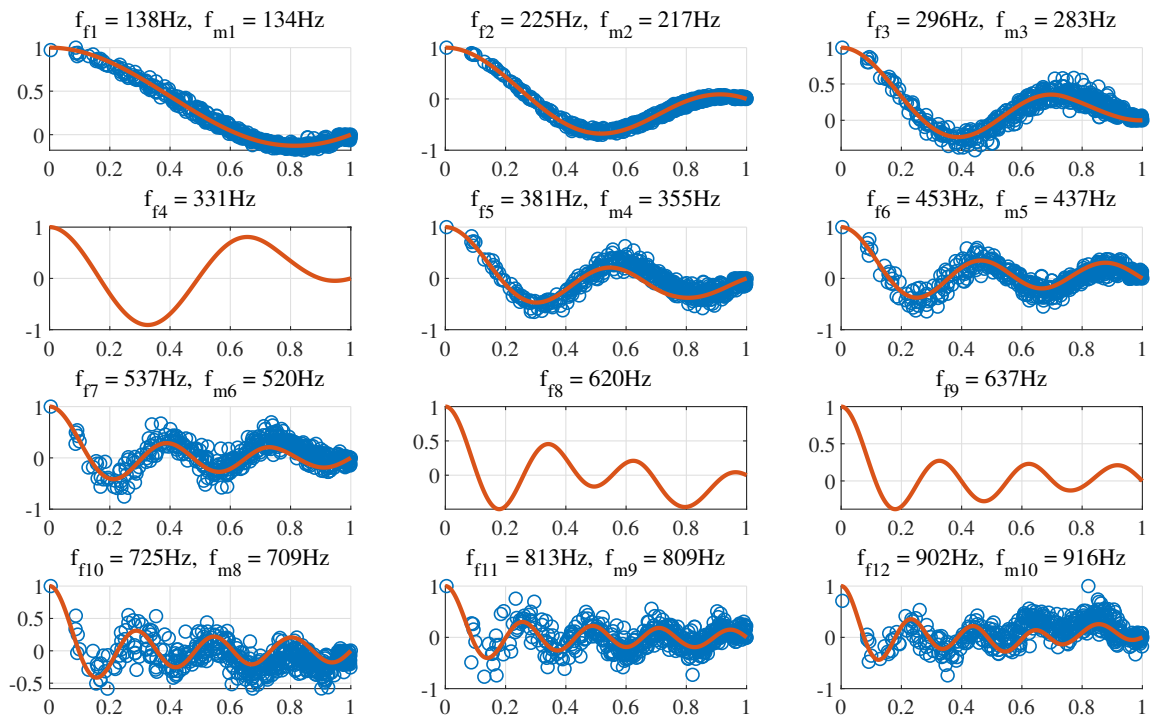 f_f1 = 138Hz, f_m1 = 134Hz
1
0.5
0
0 0.2 0.4 0.6 0.8 1
f_f2 = 225Hz, f_m2 = 217Hz
1
0
-1
0 0.2 0.4 0.6 0.8 1
f_f3 = 296Hz, f_m3 = 283Hz
1
0.5
0
0 0.2 0.4 0.6 0.8 1
f_f4 = 331Hz
1
0
-1
0 0.2 0.4 0.6 0.8 1
f_f5 = 381Hz, f_m4 = 355Hz
1
0
-1
0 0.2 0.4 0.6 0.8 1
f_f6 = 453Hz, f_m5 = 437Hz
1
0
-1
0 0.2 0.4 0.6 0.8 1
f_f7 = 537Hz, f_m6 = 520Hz
1
0
-1
0 0.2 0.4 0.6 0.8 1
f_f8 = 620Hz
1
0.5
0
0 0.2 0.4 0.6 0.8 1
f_f9 = 637Hz
1
0.5
0
0 0.2 0.4 0.6 0.8 1
f_f10 = 725Hz, f_m8 = 709Hz
1
0.5
0
-0.5
0 0.2 0.4 0.6 0.8 1
f_f11 = 813Hz, f_m9 = 809Hz
1
0
-1
0 0.2 0.4 0.6 0.8 1
f_f12 = 902Hz, f_m10 = 916Hz
1
0
-1
0 0.2 0.4 0.6 0.8 1